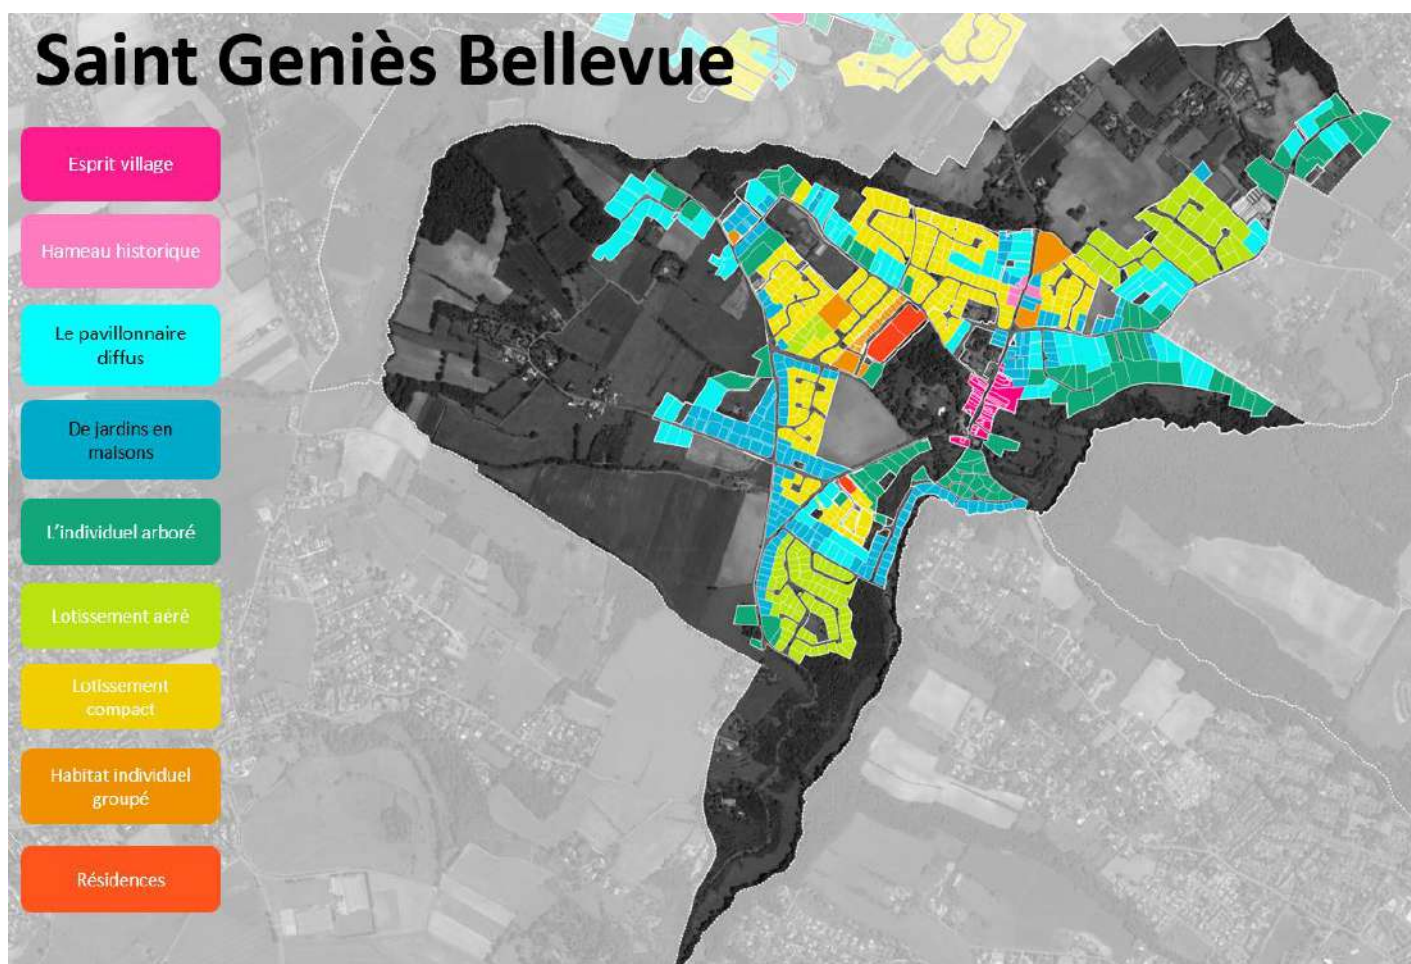 Saint Geniès Bellevue
Esprit village
Hameau historique
Le pavillonnaire
diffus
De jardins en
maisons
L'individuel arboré
Lotissement aéré
Lotissement
compact
Habitat individuel
groupé
Résidences